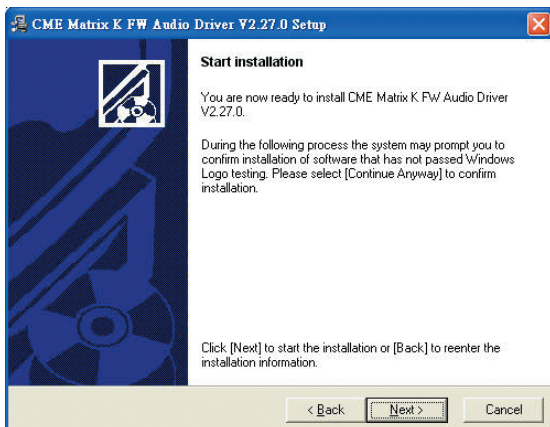 CME Matrix K FW Audio Driver V2.27.0 Setup
Start installation
You are now ready to install CME Matrix K FW Audio Driver
V2.27.0.
During the following process the system may prompt you to
confirm installation of software that has not passed Windows
Logo testing. Please select [Continue Anyway] to confirm
installation.
Click [Next] to start the installation or [Back] to reenter the
installation information.
< Back
Next >
Cancel